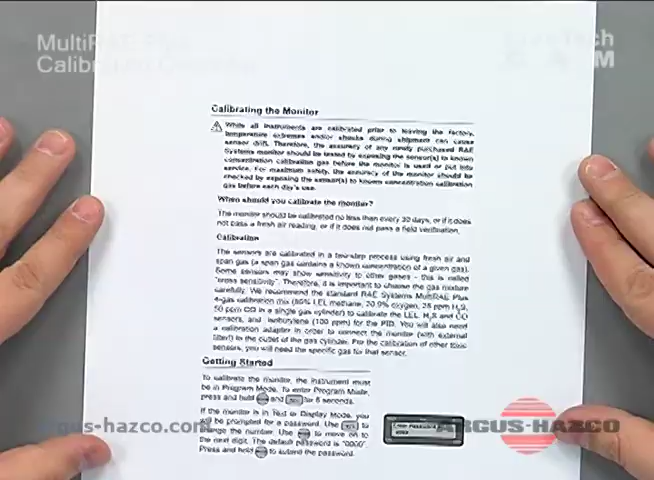 MultiRAE Plus
Calibration
Calibrating the Monitor
While all instruments are calibrated prior to leaving the factory,
temperature extremes and/or shocks during shipment can cause
sensor drift. Therefore, the accuracy of any newly purchased RAE
Systems monitor should be tested by exposing the sensor(s) to known
concentration calibration gas before the monitor is used or put into
service. For maximum safety, the accuracy of the monitor should be
checked by exposing the sensor(s) to known concentration calibration
gas before each day's use.
When should you calibrate the monitor?
The monitor should be calibrated no less than every 30 days, or if it does
not pass a fresh air reading, or if it does not pass a field verification.
Calibration
The sensors are calibrated in a two-step process using fresh air and
span gas (a span gas contains a known concentration of a given gas).
Some sensors may show sensitivity to other gases - this is called
"cross sensitivity". Therefore, it is important to choose the gas mixture
carefully. We recommend the standard RAE Systems MultiRAE Plus
4-gas calibration mix (50% LEL methane, 20.9% oxygen, 25 ppm H₂S,
50 ppm CO in a single gas cylinder) to calibrate the LEL, H₂S and CO
sensors, and isobutylene (100 ppm) for the PID. You will also need
a calibration adapter in order to connect the monitor (with external
filter) to the outlet of the gas cylinder. For the calibration of other toxic
sensors, you will need the specific gas for that sensor.
Getting Started
To calibrate the monitor, the instrument must
be in Program Mode. To enter Program Mode,
press and hold and for 5 seconds.
If the monitor is in Text or Display Mode, you
will be prompted for a password. Use to
change the number. Use to move on to
the next digit. The default password is "0000".
Press and hold to submit the password.
gus-hazco.com
ARGUS-HAZCO